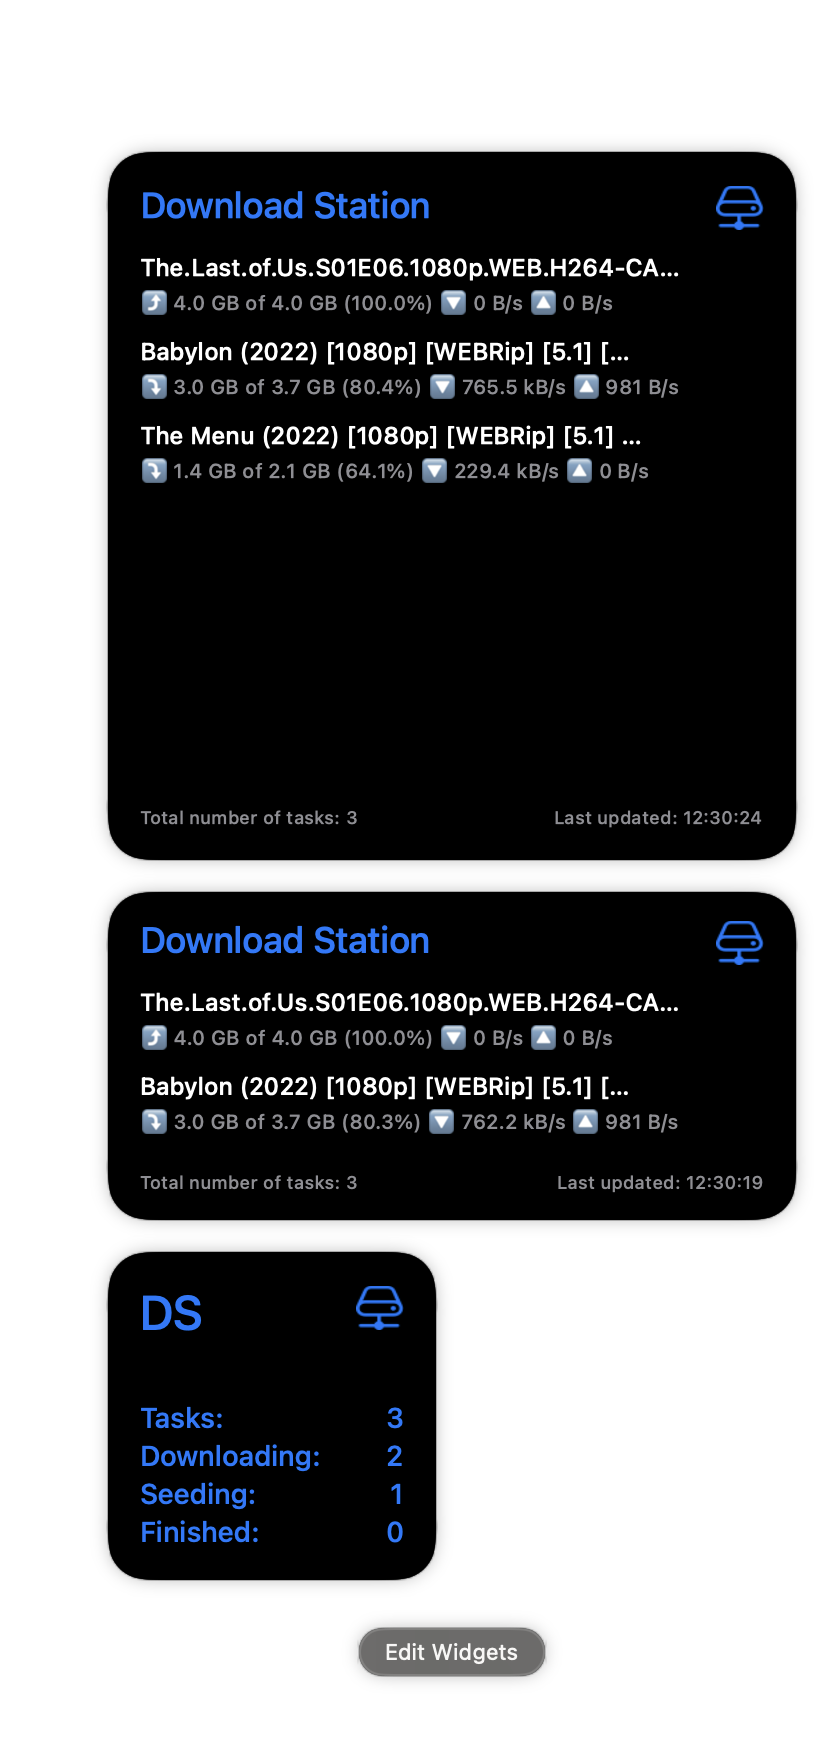 Download Station
The.Last.of.Us.S01E06.1080p.WEB.H264-CA...
⤴️ 4.0 GB of 4.0 GB (100.0%) 🔽 0 B/s 🔼 0 B/s
Babylon (2022) [1080p] [WEBRip] [5.1] [...
⤵️ 3.0 GB of 3.7 GB (80.4%) 🔽 765.5 kB/s 🔼 981 B/s
The Menu (2022) [1080p] [WEBRip] [5.1] ...
⤵️ 1.4 GB of 2.1 GB (64.1%) 🔽 229.4 kB/s 🔼 0 B/s
Total number of tasks: 3 Last updated: 12:30:24
Download Station
The.Last.of.Us.S01E06.1080p.WEB.H264-CA...
⤴️ 4.0 GB of 4.0 GB (100.0%) 🔽 0 B/s 🔼 0 B/s
Babylon (2022) [1080p] [WEBRip] [5.1] [...
⤵️ 3.0 GB of 3.7 GB (80.3%) 🔽 762.2 kB/s 🔼 981 B/s
Total number of tasks: 3 Last updated: 12:30:19
DS
Tasks: 3
Downloading: 2
Seeding: 1
Finished: 0
Edit Widgets